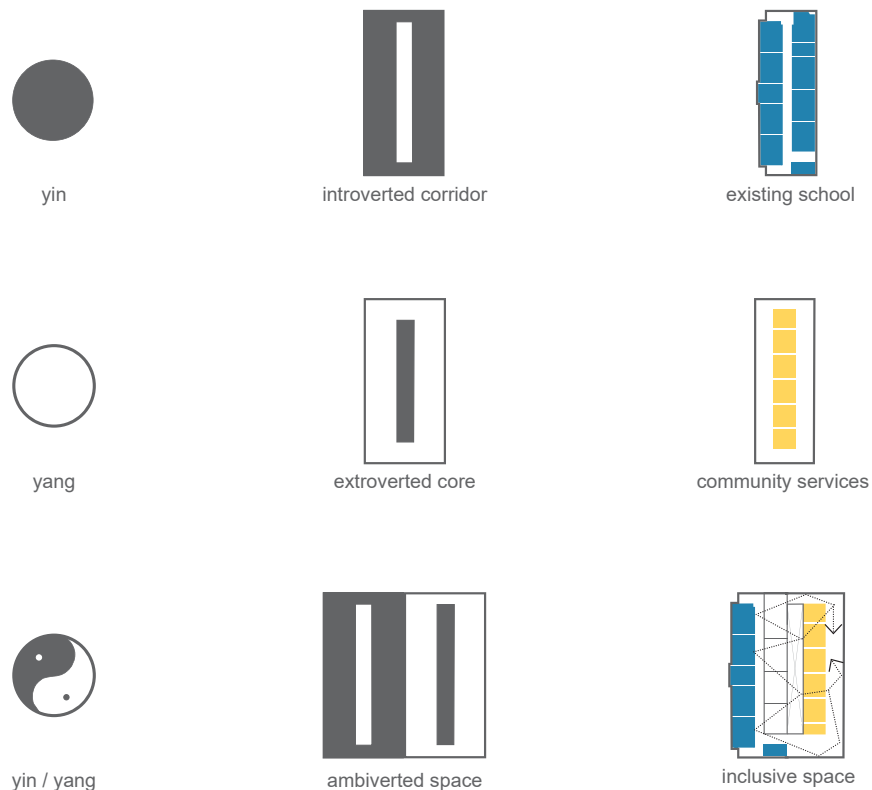 yin
introverted corridor
existing school
yang
extroverted core
community services
yin / yang
ambiverted space
inclusive space